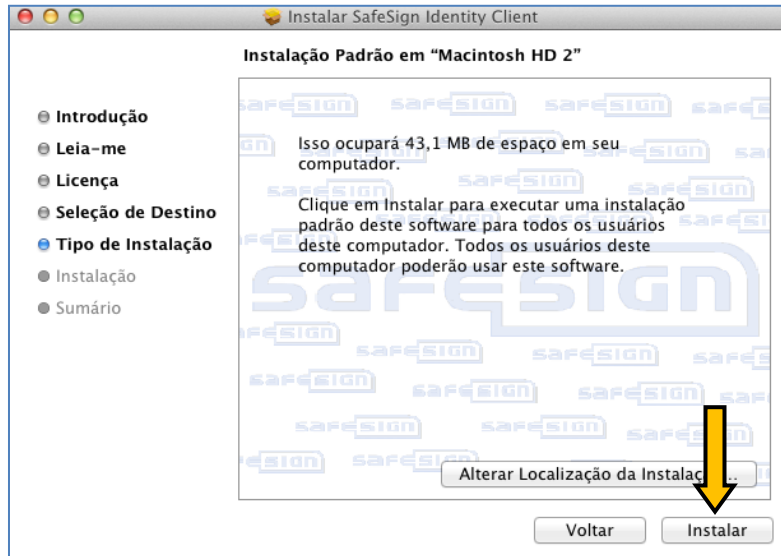 Instalar SafeSign Identity Client
Instalação Padrão em “Macintosh HD 2”
Introdução
Leia-me
Licença
Seleção de Destino
Tipo de Instalação
Instalação
Sumário
Isso ocupará 43,1 MB de espaço em seu
computador.
Clique em Instalar para executar uma instalação
padrão deste software para todos os usuários
deste computador. Todos os usuários deste
computador poderão usar este software.
safesign
Alterar Localização da Instalaç...
Voltar
Instalar